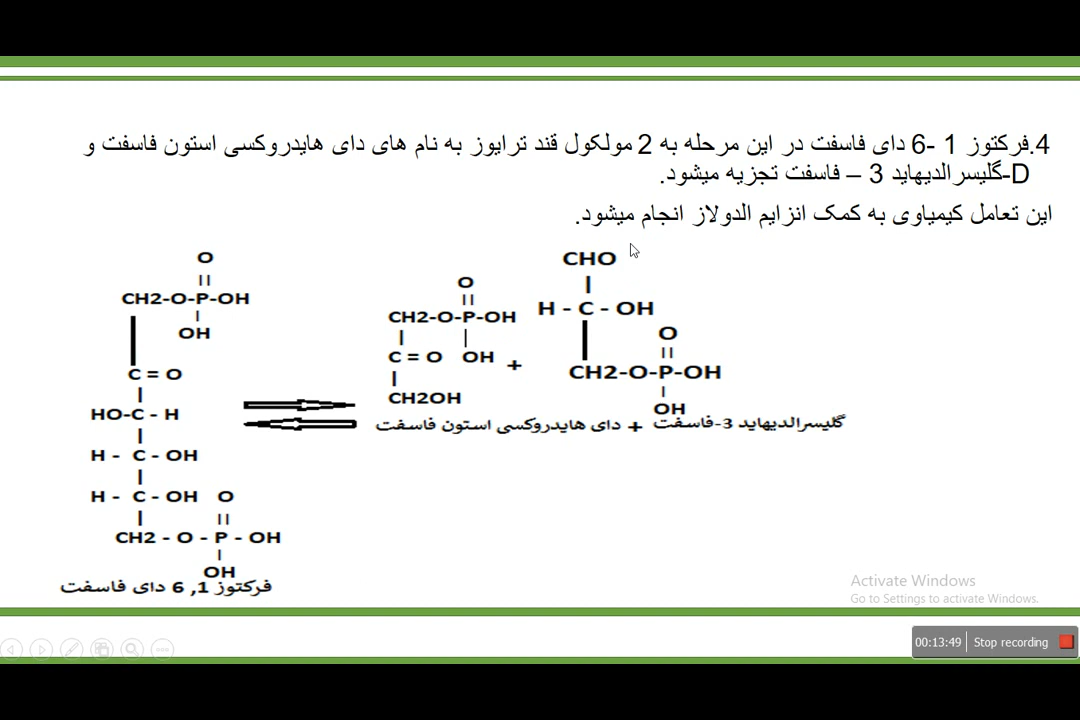 4.فرکتوز 1 -6 دای فاسفت در این مرحله به 2 مولکول قند ترایوز به نام های دای هایدروکسی استون فاسفت و
D-گلیسرالدیهاید 3 – فاسفت تجزیه میشود.
این تعامل کیمیاوی به کمک انزایم الدولاز انجام میشود.
O
||
CH2-O-P-OH
|
OH
|
C = O
|
HO-C - H
|
H - C - OH
|
H - C - OH O
| ||
CH2 - O - P - OH
|
OH
فرکتوز 1, 6 دای فاسفت
O
||
CH2-O-P-OH
| |
C = O OH
|
CH2OH
+
CHO
|
H - C - OH
| O
||
CH2-O-P-OH
|
OH
دای هایدروکسی استون فاسفت + گلیسرالدیهاید 3-فاسفت
Activate Windows
Go to Settings to activate Windows.
00:13:49 | Stop recording